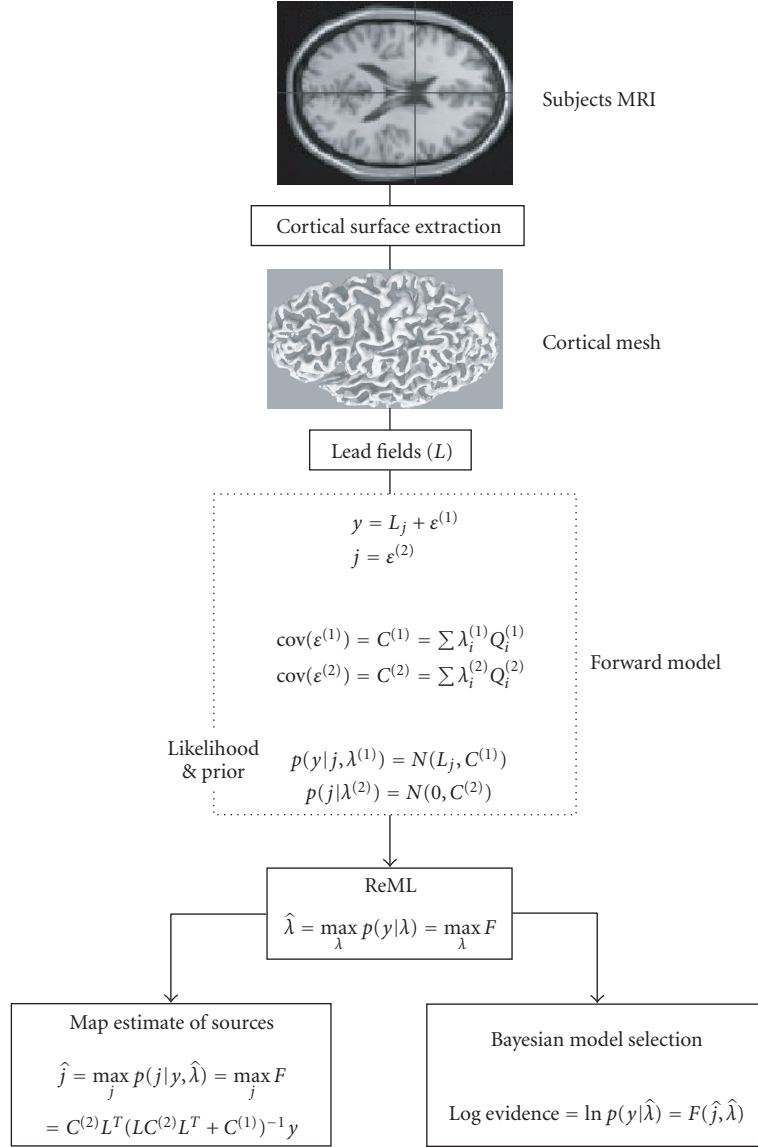 Subjects MRI
Cortical surface extraction
Cortical mesh
Lead fields (L)
y = L_j + ε^(1)
j = ε^(2)
cov(ε^(1)) = C^(1) = ∑ λ_i^(1) Q_i^(1)
cov(ε^(2)) = C^(2) = ∑ λ_i^(2) Q_i^(2)
Forward model
Likelihood
& prior
p(y|j, λ^(1)) = N(L_j, C^(1))
p(j|λ^(2)) = N(0, C^(2))
ReML
λ̂ = max_λ p(y|λ) = max_λ F
Map estimate of sources
ĵ = max_j p(j|y, λ̂) = max_j F
= C^(2) L^T (LC^(2) L^T + C^(1))^−1 y
Bayesian model selection
Log evidence = ln p(y|λ̂) = F(ĵ, λ̂)